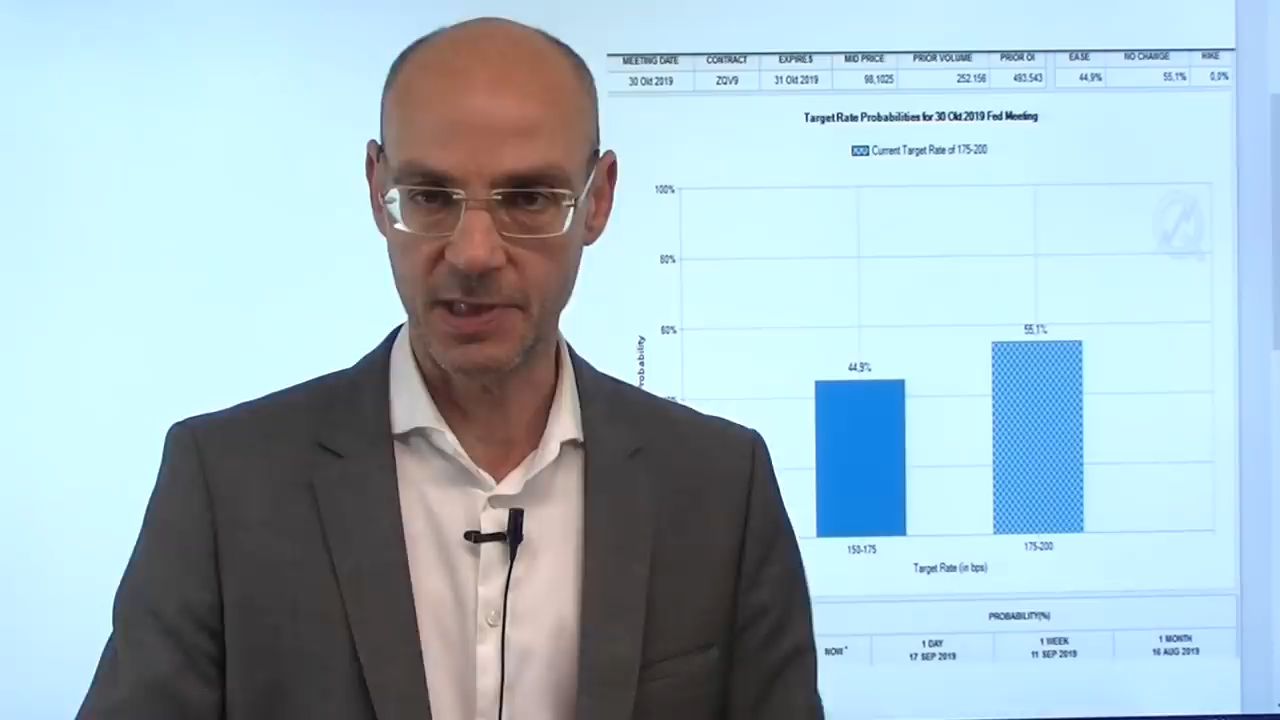 MEETING DATE CONTRACT EXPIRES MID PRICE PRIOR VOLUME PRIOR OI EASE NO CHANGE HIKE
30 Okt 2019 ZQV9 31 Okt 2019 98,1025 252.156 493.543 44,9% 55,1% 0,0%
Target Rate Probabilities for 30 Okt 2019 Fed Meeting
Current Target Rate of 175-200
100%
80%
60%
55,1%
44,9%
150-175 175-200
Target Rate (in bps)
PROBABILITY(%)
NOW * 1 DAY 1 WEEK 1 MONTH
17 SEP 2019 11 SEP 2019 16 AUG 2019